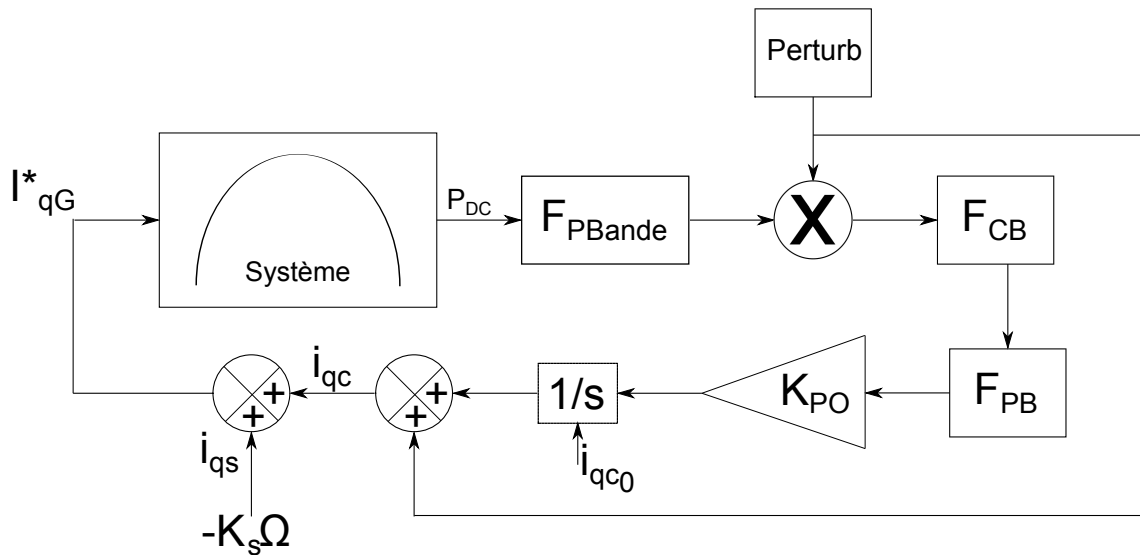 Perturb
I*qG
Système
PDC
FPBande
X
FCB
iqc
+
+
+
+
1/s
KPO
FPB
iqs
iqc0
-KsΩ